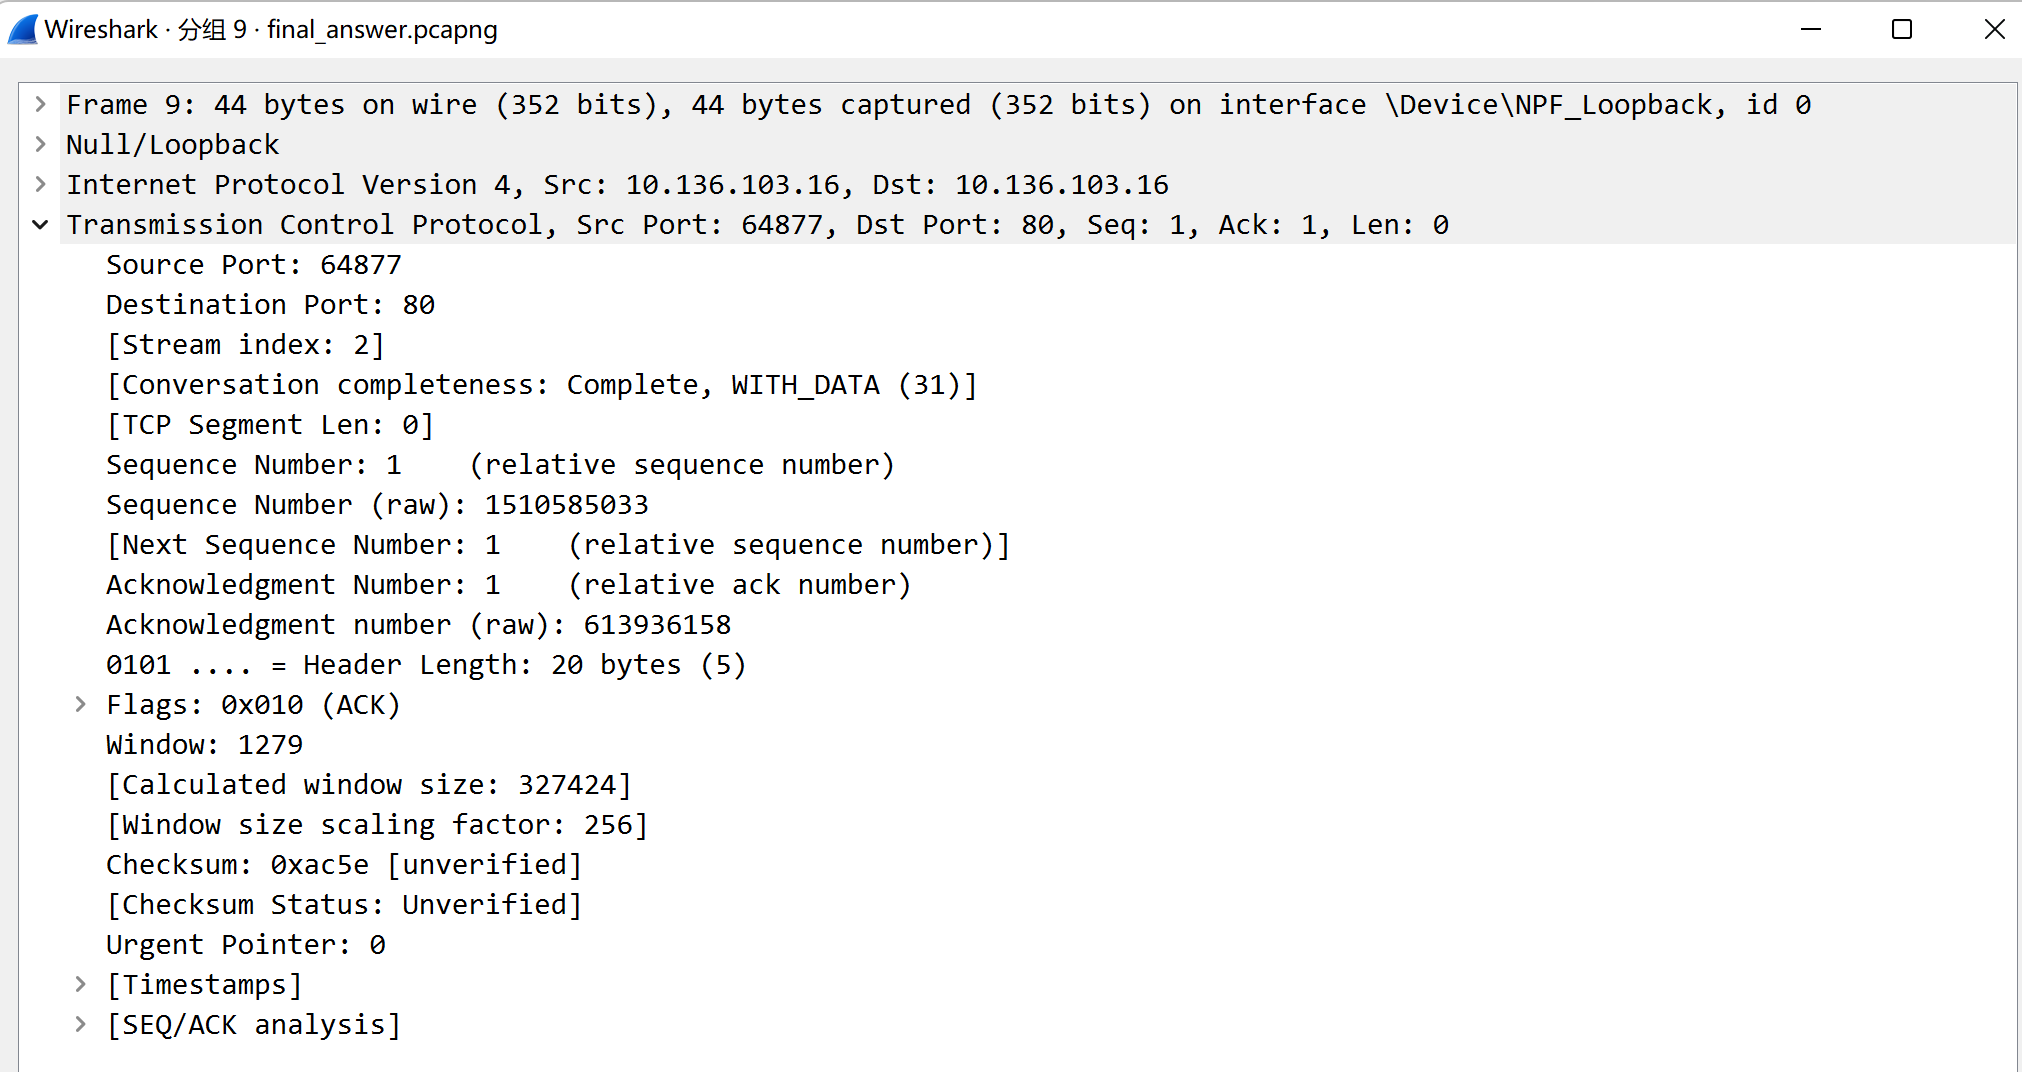 Wireshark · 分组 9 · final_answer.pcapng
Frame 9: 44 bytes on wire (352 bits), 44 bytes captured (352 bits) on interface \Device\NPF_Loopback, id 0
Null/Loopback
Internet Protocol Version 4, Src: 10.136.103.16, Dst: 10.136.103.16
Transmission Control Protocol, Src Port: 64877, Dst Port: 80, Seq: 1, Ack: 1, Len: 0
Source Port: 64877
Destination Port: 80
[Stream index: 2]
[Conversation completeness: Complete, WITH_DATA (31)]
[TCP Segment Len: 0]
Sequence Number: 1    (relative sequence number)
Sequence Number (raw): 1510585033
[Next Sequence Number: 1    (relative sequence number)]
Acknowledgment Number: 1    (relative ack number)
Acknowledgment number (raw): 613936158
0101 .... = Header Length: 20 bytes (5)
Flags: 0x010 (ACK)
Window: 1279
[Calculated window size: 327424]
[Window size scaling factor: 256]
Checksum: 0xac5e [unverified]
[Checksum Status: Unverified]
Urgent Pointer: 0
[Timestamps]
[SEQ/ACK analysis]